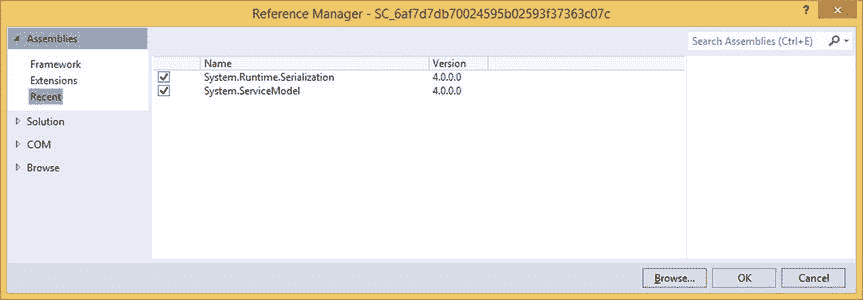 Reference Manager - SC_6af7d7db70024595b02593f37363c07c
?
Assemblies
Search Assemblies (Ctrl+E)
Framework
Extensions
Recent
Solution
COM
Browse
Name Version
System.Runtime.Serialization 4.0.0.0
System.ServiceModel 4.0.0.0
Browse... OK Cancel